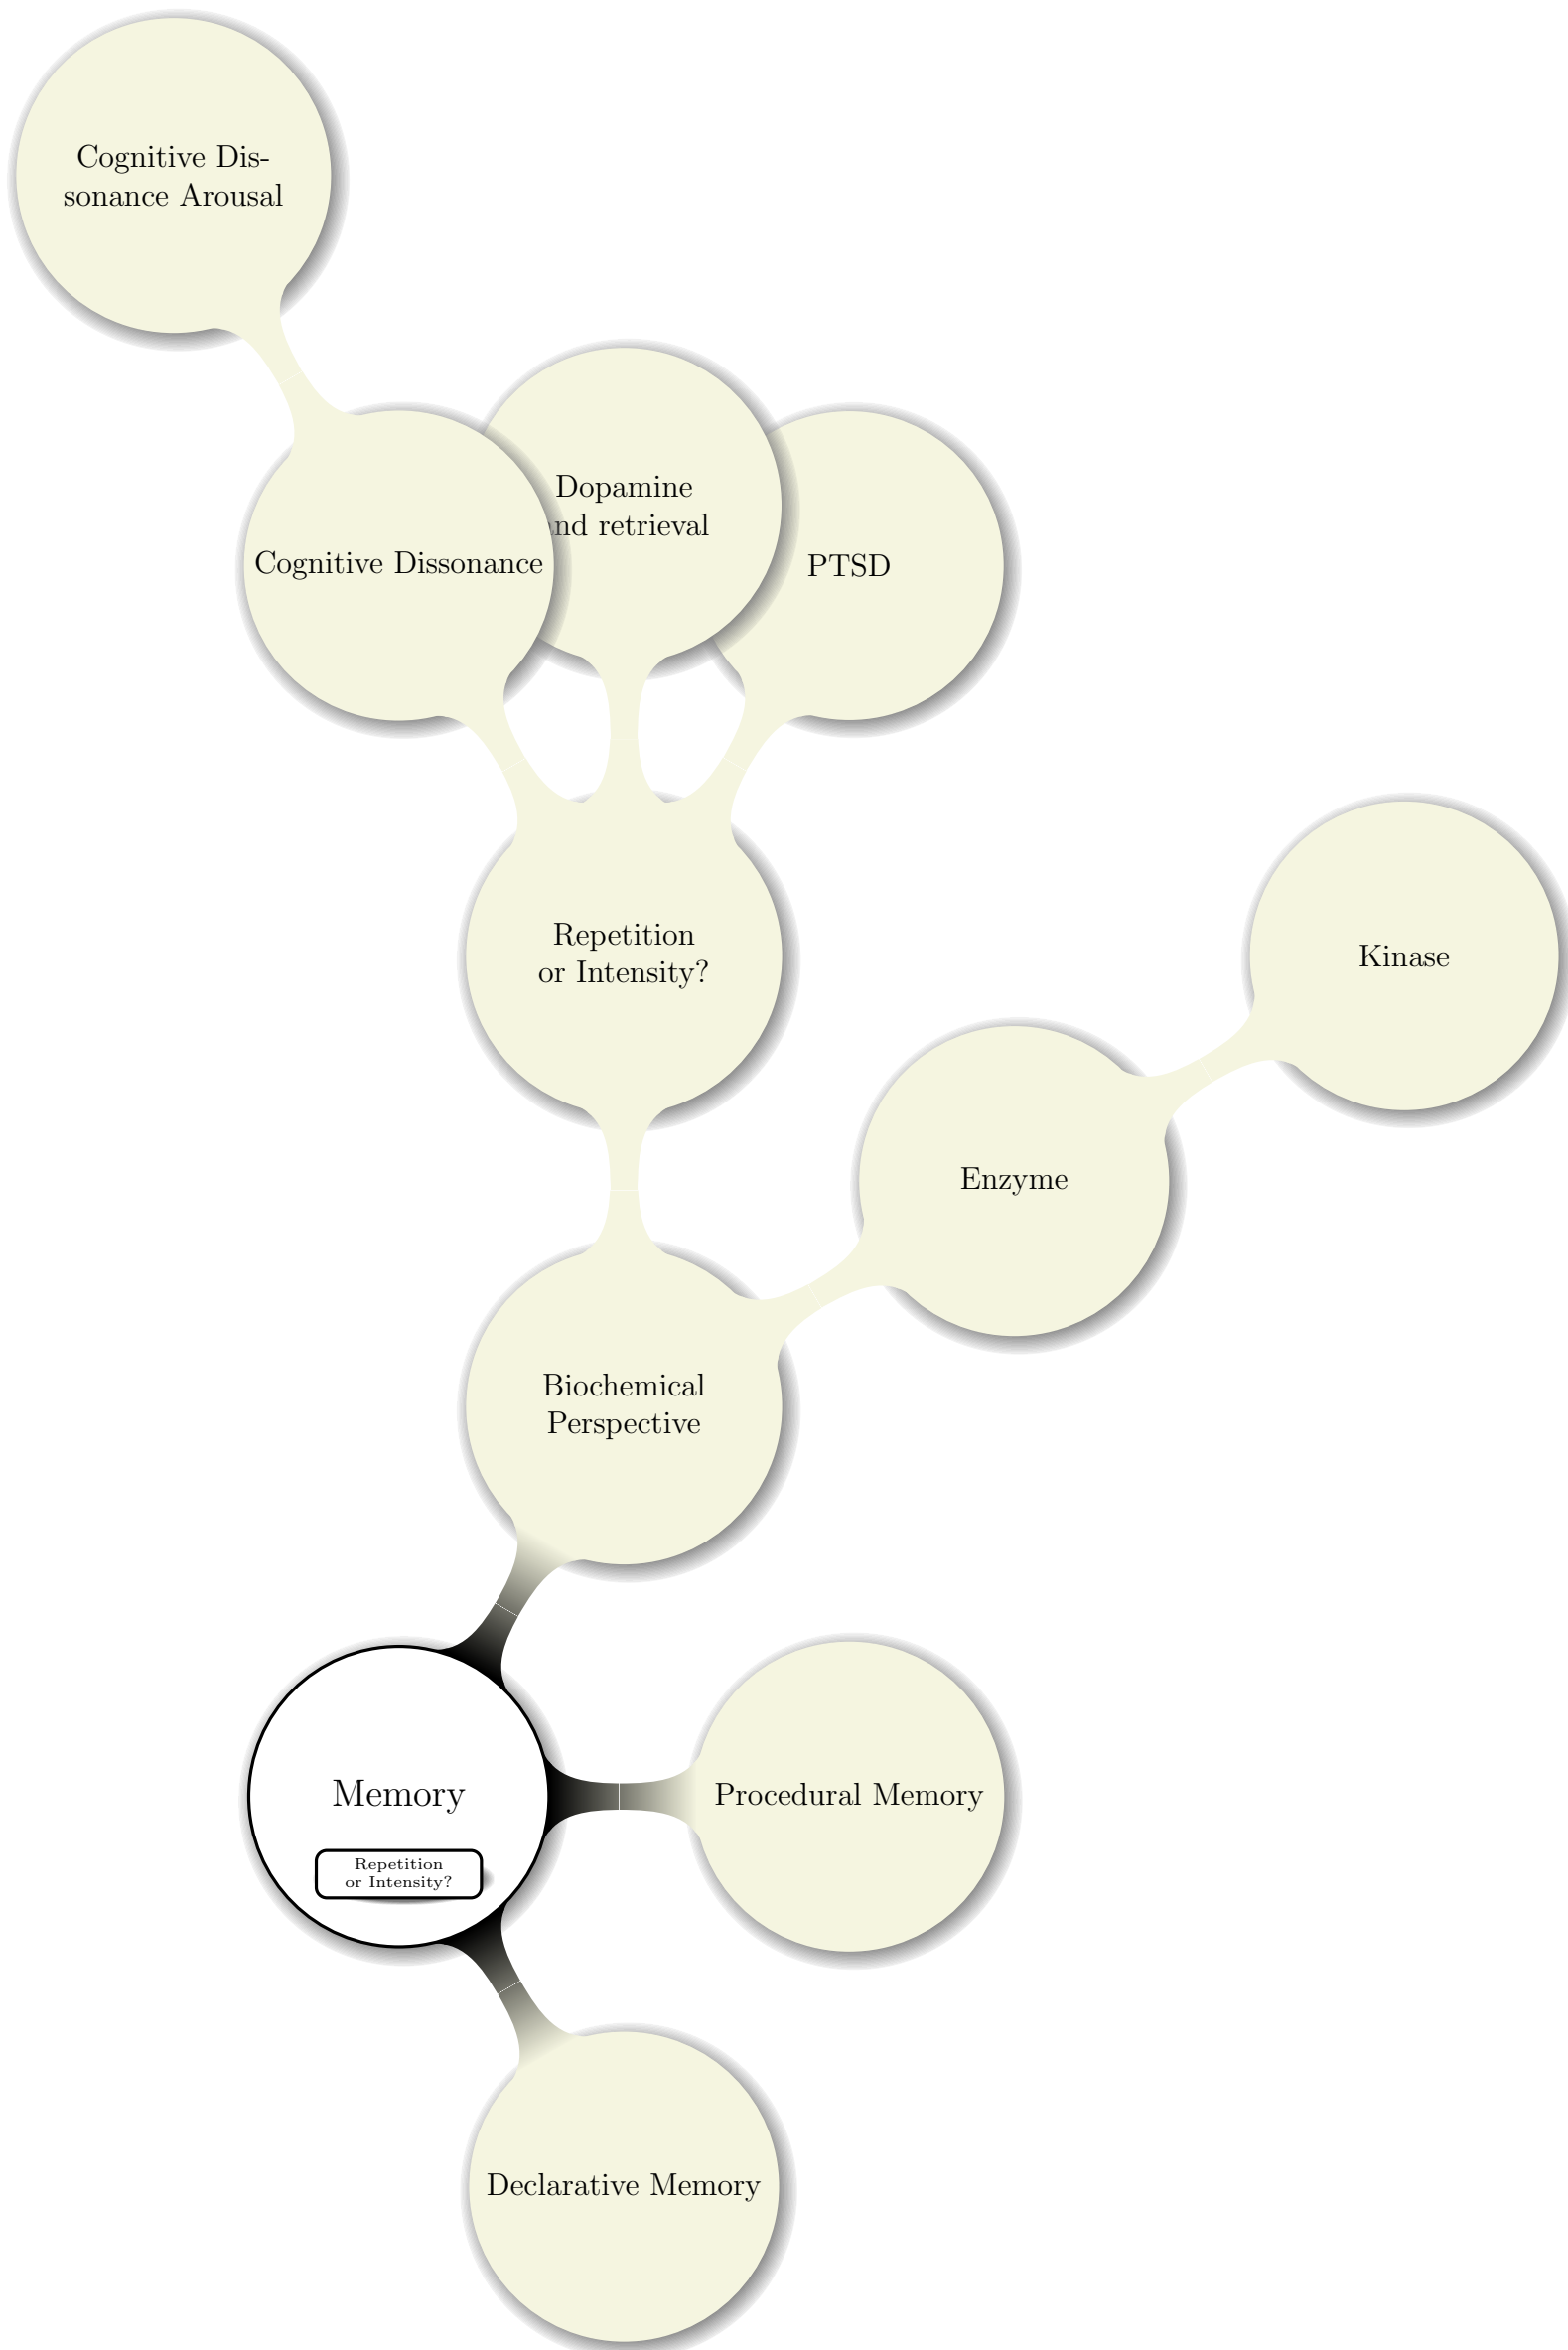 Cognitive Dis-
sonance Arousal
Dopamine
nd retrieval
Cognitive Dissonance
PTSD
Repetition
or Intensity?
Kinase
Enzyme
Biochemical
Perspective
Memory
Repetition
or Intensity?
Procedural Memory
Declarative Memory